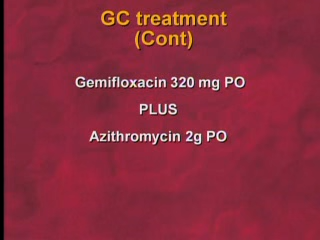 GC treatment
(Cont)
Gemifloxacin 320 mg PO
PLUS
Azithromycin 2g PO